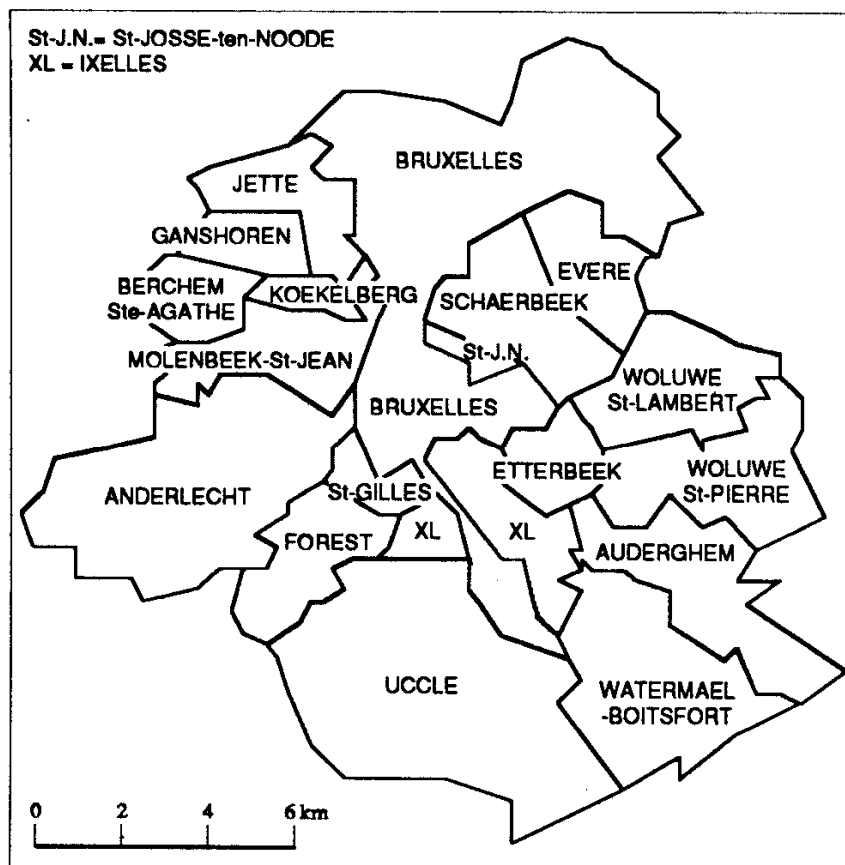 St-J.N.= St-JOSSE-ten-NOODE
XL = IXELLES
BRUXELLES
JETTE
GANSHOREN
EVERE
BERCHEM
Ste-AGATHE
KOEKELBERG
SCHAERBEEK
St-J.N.
MOLENBEEK-St-JEAN
WOLUWE
St-LAMBERT
BRUXELLES
ANDERLECHT
St-GILLES
ETTERBEEK
WOLUWE
St-PIERRE
FOREST
XL
XL
AUDERGHEM
UCCLE
WATERMAEL
-BOITSFORT
0 2 4 6 km